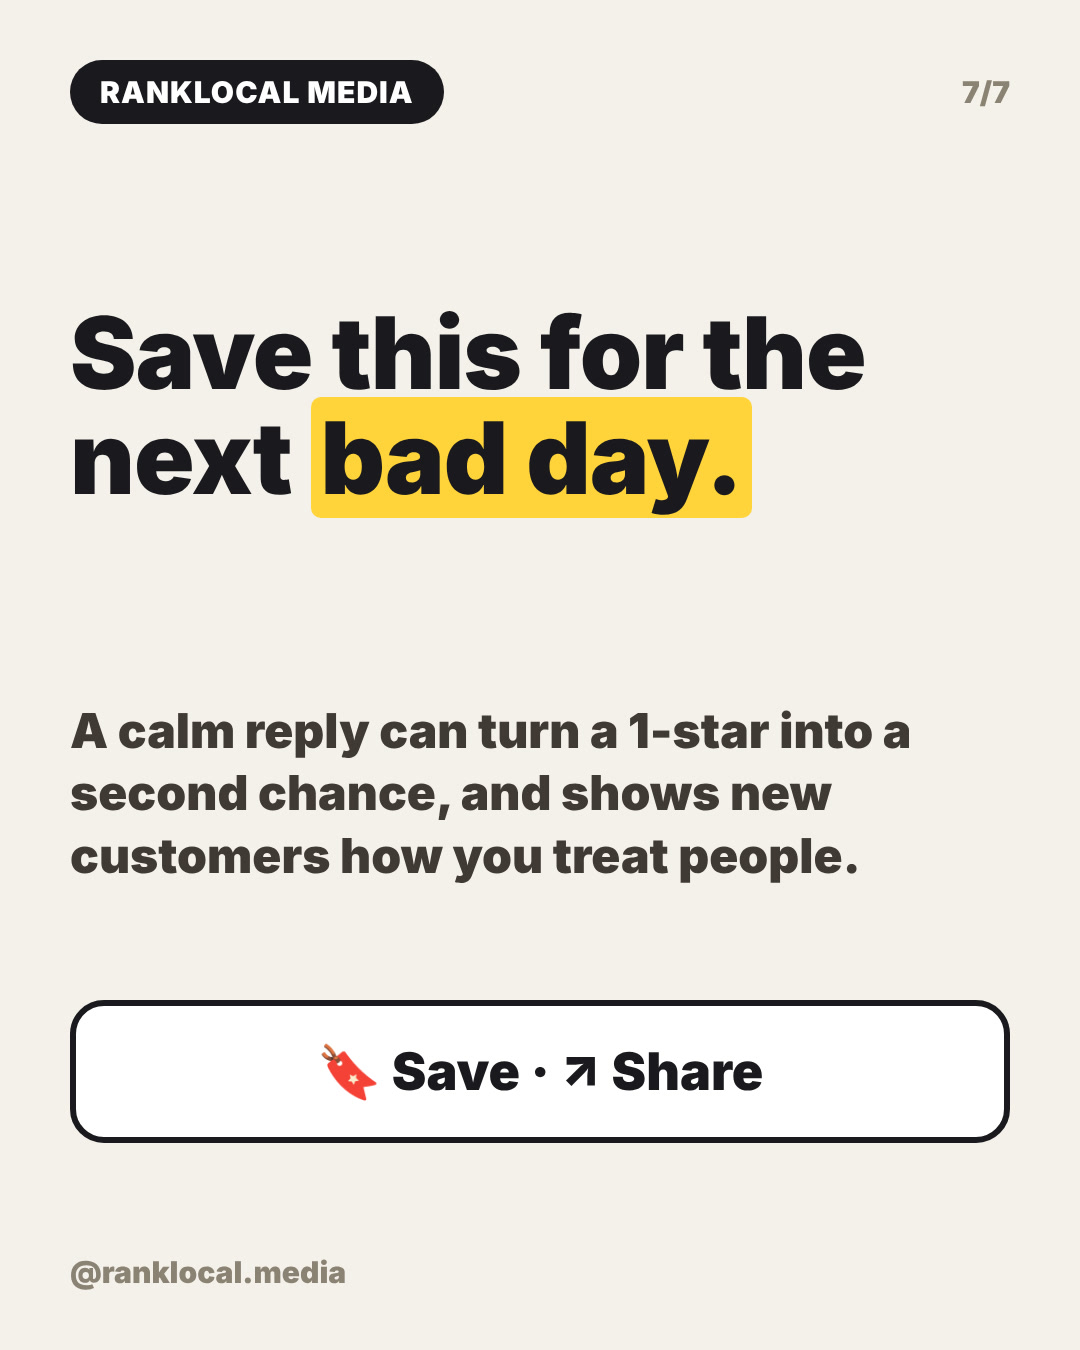 RANKLOCAL MEDIA
7/7
Save this for the
next bad day.
A calm reply can turn a 1-star into a
second chance, and shows new
customers how you treat people.
🔖 Save · ↗ Share
@ranklocal.media